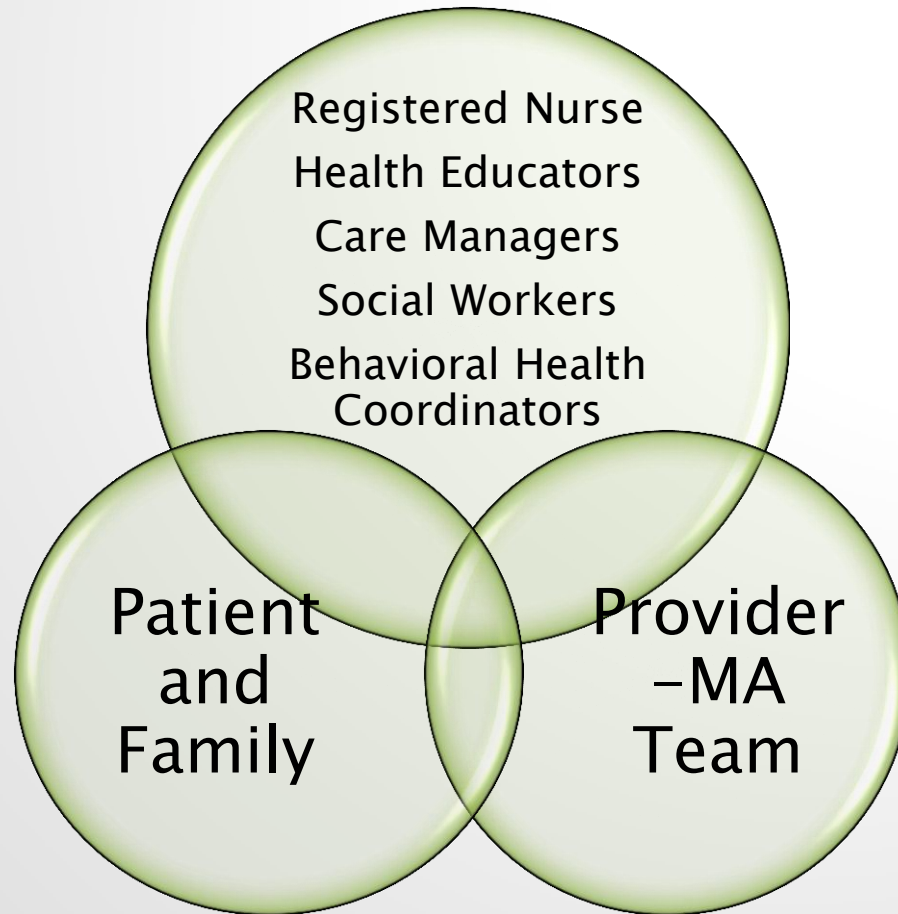 Registered Nurse
Health Educators
Care Managers
Social Workers
Behavioral Health
Coordinators
Patient
and
Family
Provider
-MA
Team